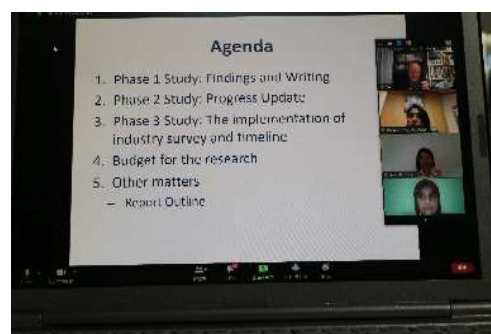 Agenda
1. Phase 1 Study: Findings and Writing
2. Phase 2 Study: Progress Update
3. Phase 3 Study: The implementation of
industry survey and timeline
4. Budget for the research
5. Other matters
– Report Outline